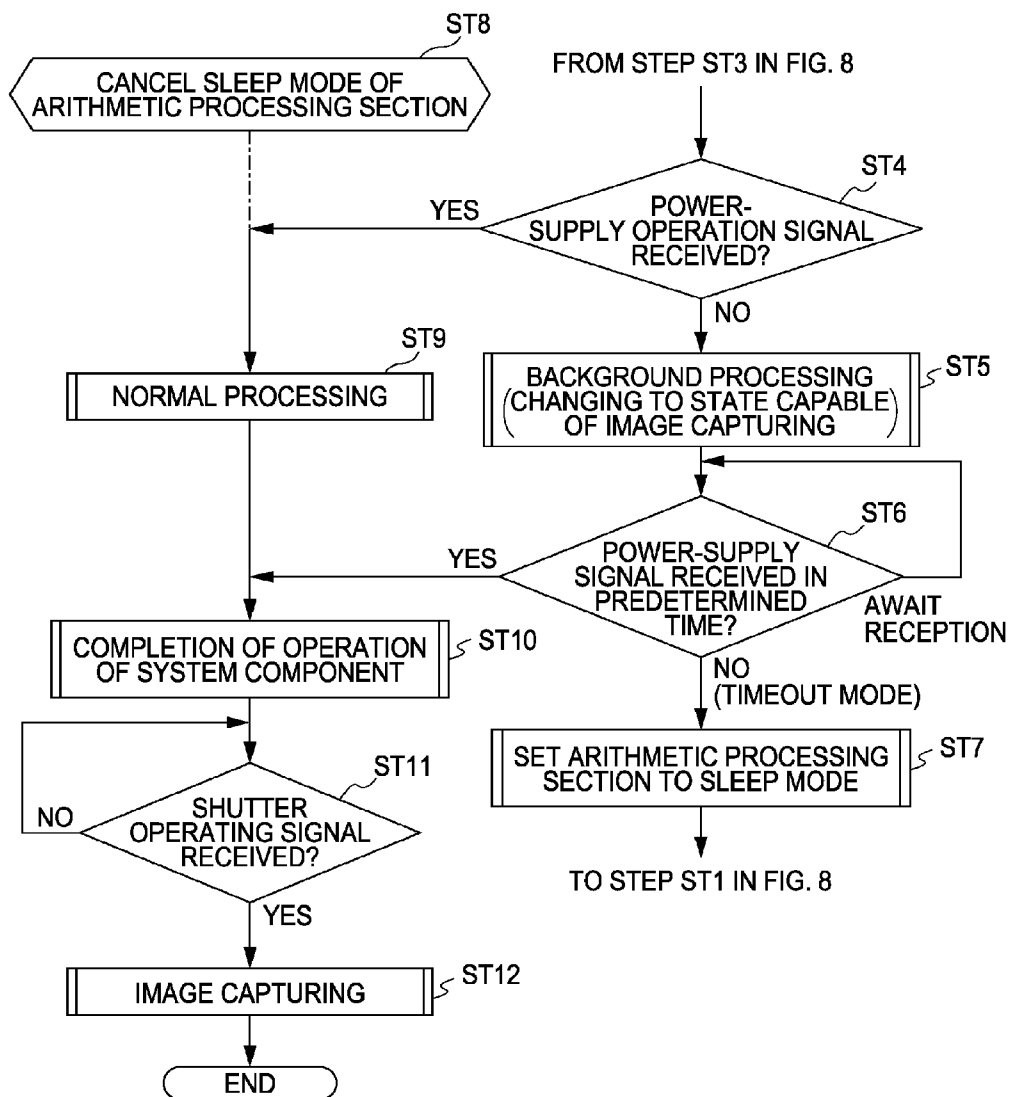 ST8
CANCEL SLEEP MODE OF
ARITHMETIC PROCESSING SECTION
FROM STEP ST3 IN FIG. 8
ST4
YES
POWER-
SUPPLY OPERATION SIGNAL
RECEIVED?
NO
ST9
NORMAL PROCESSING
ST5
BACKGROUND PROCESSING
(CHANGING TO STATE CAPABLE
OF IMAGE CAPTURING)
ST6
YES
POWER-SUPPLY
SIGNAL RECEIVED IN
PREDETERMINED
TIME?
AWAIT
RECEPTION
ST10
COMPLETION OF OPERATION
OF SYSTEM COMPONENT
NO
(TIMEOUT MODE)
ST7
SET ARITHMETIC PROCESSING
SECTION TO SLEEP MODE
ST11
NO
SHUTTER
OPERATING SIGNAL
RECEIVED?
TO STEP ST1 IN FIG. 8
YES
ST12
IMAGE CAPTURING
END